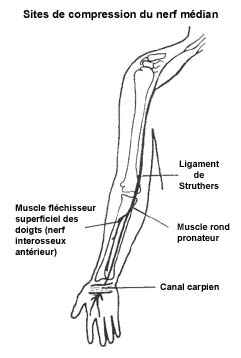 Sites de compression du nerf médian
Ligament
de
Struthers
Muscle fléchisseur
superficiel des
doigts (nerf
interosseux
antérieur)
Muscle rond
pronateur
Canal carpien